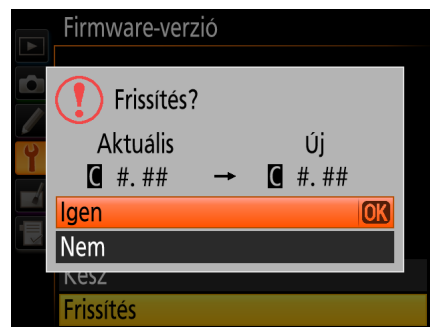 Firmware-verzió
Frissítés?
Aktuális Új
C #.## → C #.##
Igen OK
Nem
Kész
Frissítés